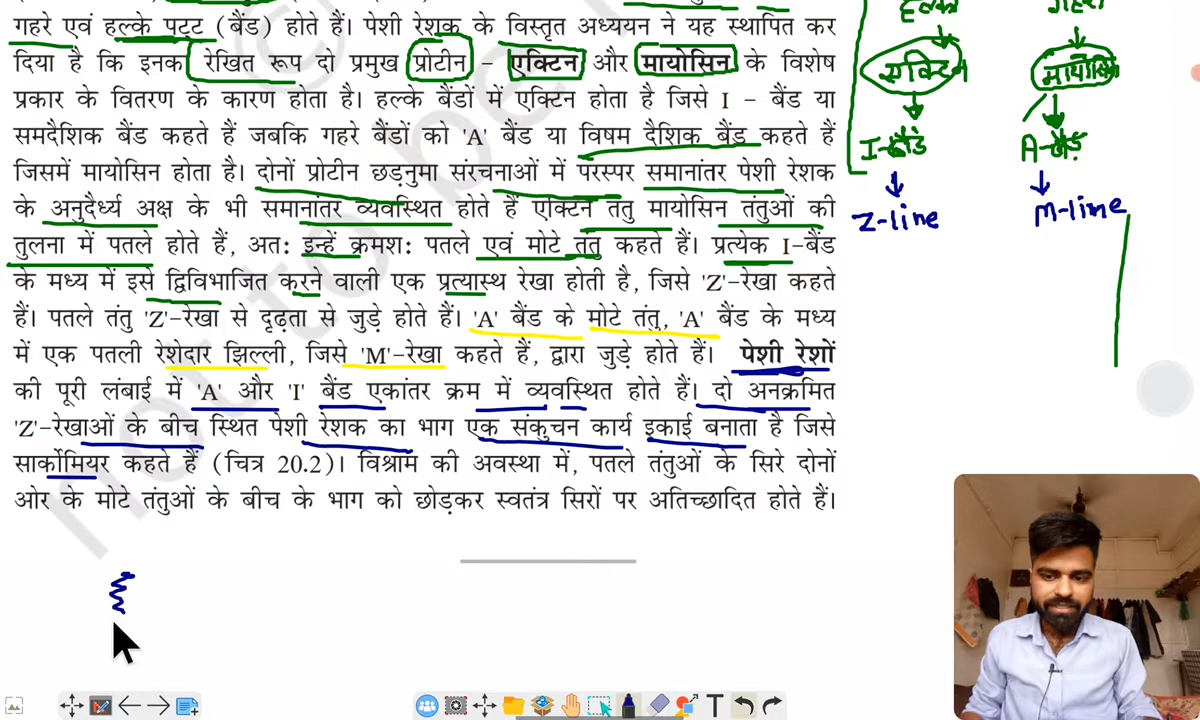 गहरे एवं हल्के पट्ट (बैंड) होते हैं। पेशी रेशक के विस्तृत अध्ययन ने यह स्थापित कर
दिया है कि इनका रेखित रूप दो प्रमुख प्रोटीन – एक्टिन और मायोसिन के विशेष
प्रकार के वितरण के कारण होता है। हल्के बैंडों में एक्टिन होता है जिसे I – बैंड या
समदैशिक बैंड कहते हैं जबकि गहरे बैंडों को 'A' बैंड या विषम दैशिक बैंड कहते हैं
जिसमें मायोसिन होता है। दोनों प्रोटीन छड़नुमा संरचनाओं में परस्पर समानांतर पेशी रेशक
के अनुदैर्ध्य अक्ष के भी समानांतर व्यवस्थित होते हैं एक्टिन तंतु मायोसिन तंतुओं की
तुलना में पतले होते हैं, अतः इन्हें क्रमशः पतले एवं मोटे तंतु कहते हैं। प्रत्येक I-बैंड
के मध्य में इसे द्विविभाजित करने वाली एक प्रत्यास्थ रेखा होती है, जिसे 'Z'-रेखा कहते
हैं। पतले तंतु 'Z'-रेखा से दृढ़ता से जुड़े होते हैं। 'A' बैंड के मोटे तंतु, 'A' बैंड के मध्य
में एक पतली रेशेदार झिल्ली, जिसे 'M'-रेखा कहते हैं, द्वारा जुड़े होते हैं। पेशी रेशों
की पूरी लंबाई में 'A' और 'I' बैंड एकांतर क्रम में व्यवस्थित होते हैं। दो अनक्रमित
'Z'-रेखाओं के बीच स्थित पेशी रेशक का भाग एक संकुचन कार्य इकाई बनाता है जिसे
सार्कोमियर कहते हैं (चित्र 20.2)। विश्राम की अवस्था में, पतले तंतुओं के सिरे दोनों
ओर के मोटे तंतुओं के बीच के भाग को छोड़कर स्वतंत्र सिरों पर अतिच्छादित होते हैं।
एक्टिन मायोसिन
I-बैंड A-बैंड
Z-line M-line
not to be